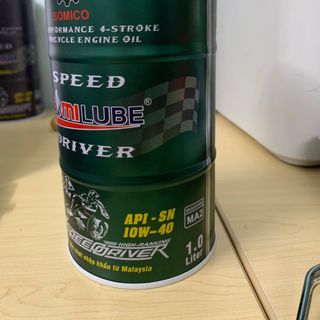 SOMICO
PERFORMANCE 4-STROKE
CYCLE ENGINE OIL
SPEED
miLUBE®
DRIVER
API - SN
10W-40
MA2
HIGH-RANKING
SPEEDDRIVER
1.0
Liter
nhập khẩu từ Malaysia